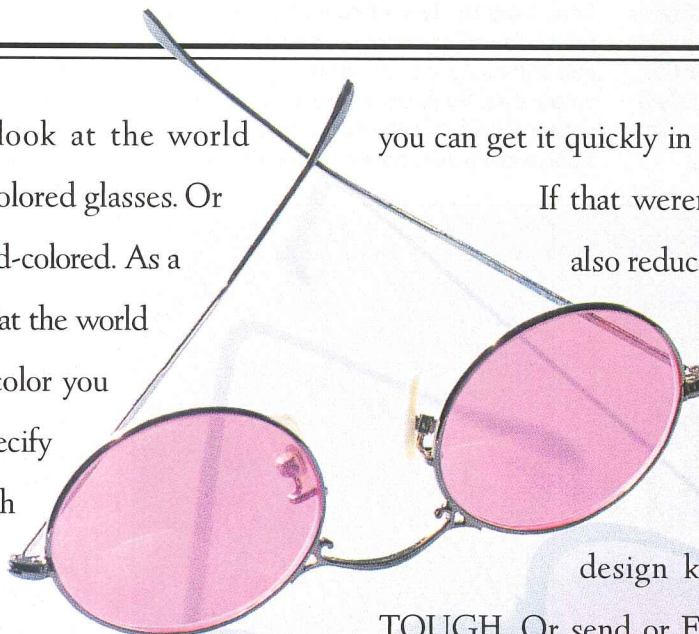 look at the world
olored glasses. Or
d-colored. As a
at the world
color you
ecify
h
you can get it quickly in
If that weren
also reduc
design k
TOUGH. Or send or F